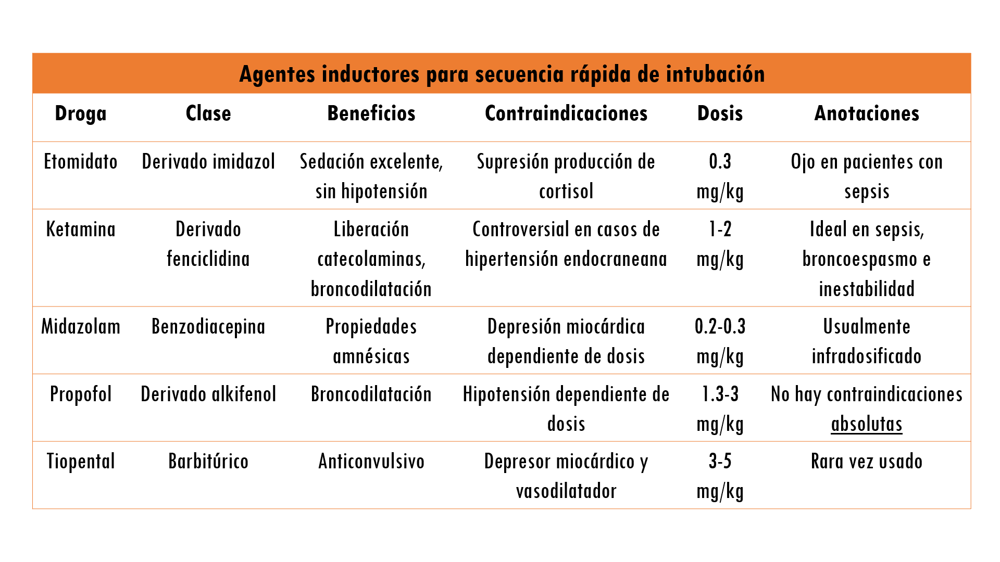 Agentes inductores para secuencia rápida de intubación
Droga Clase Beneficios Contraindicaciones Dosis Anotaciones
Etomidato Derivado imidazol Sedación excelente, Supresión producción de 0.3 Ojo en pacientes con
sin hipotensión cortisol mg/kg sepsis
Ketamina Derivado Liberación Controversial en casos de 1-2 Ideal en sepsis,
fenciclidina catecolaminas, hipertensión endocraneana mg/kg broncoespasmo e
broncodilatación inestabilidad
Midazolam Benzodiacepina Propiedades Depresión miocárdica 0.2-0.3 Usualmente
amnésicas dependiente de dosis mg/kg infradosificado
Propofol Derivado alkifenol Broncodilatación Hipotensión dependiente de 1.3-3 No hay contraindicaciones
dosis mg/kg absolutas
Tiopental Barbitúrico Anticonvulsivo Depresor miocárdico y 3-5 Rara vez usado
vasodilatador mg/kg